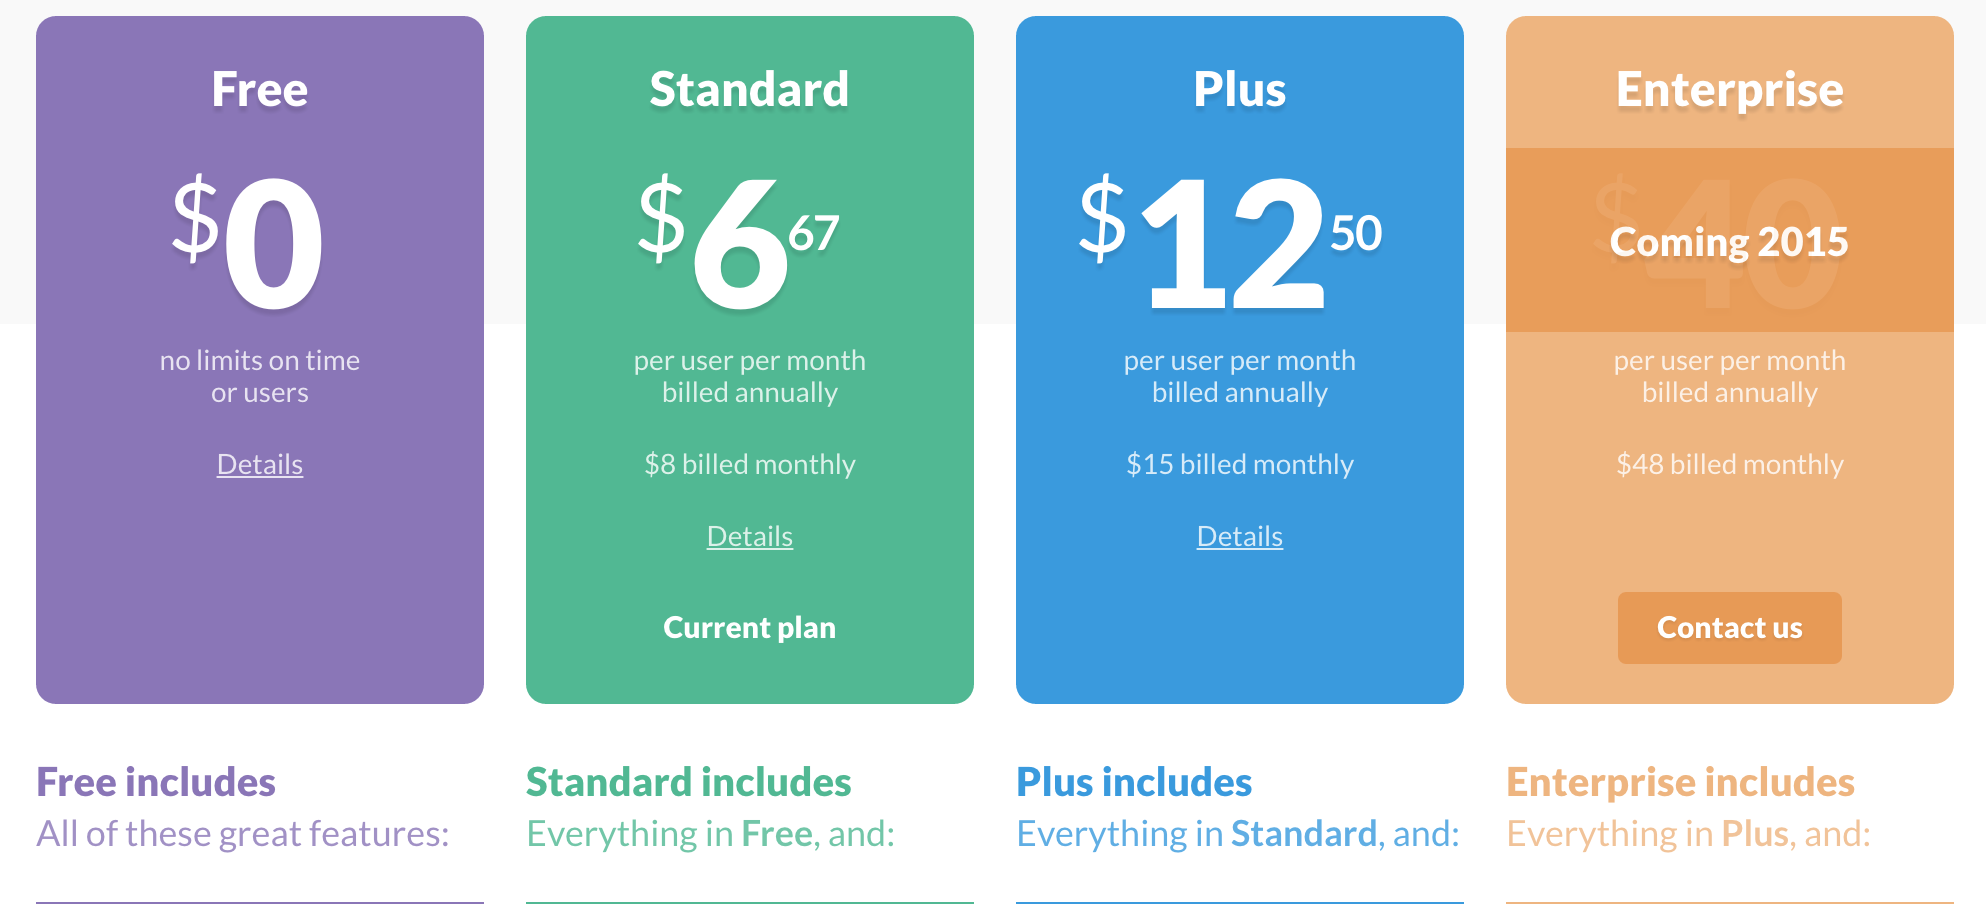 Free
$0
no limits on time
or users
Details
Standard
$6 67
per user per month
billed annually
$8 billed monthly
Details
Current plan
Plus
$12 50
per user per month
billed annually
$15 billed monthly
Details
Enterprise
$40
Coming 2015
per user per month
billed annually
$48 billed monthly
Contact us
Free includes
All of these great features:
Standard includes
Everything in Free, and:
Plus includes
Everything in Standard, and:
Enterprise includes
Everything in Plus, and: